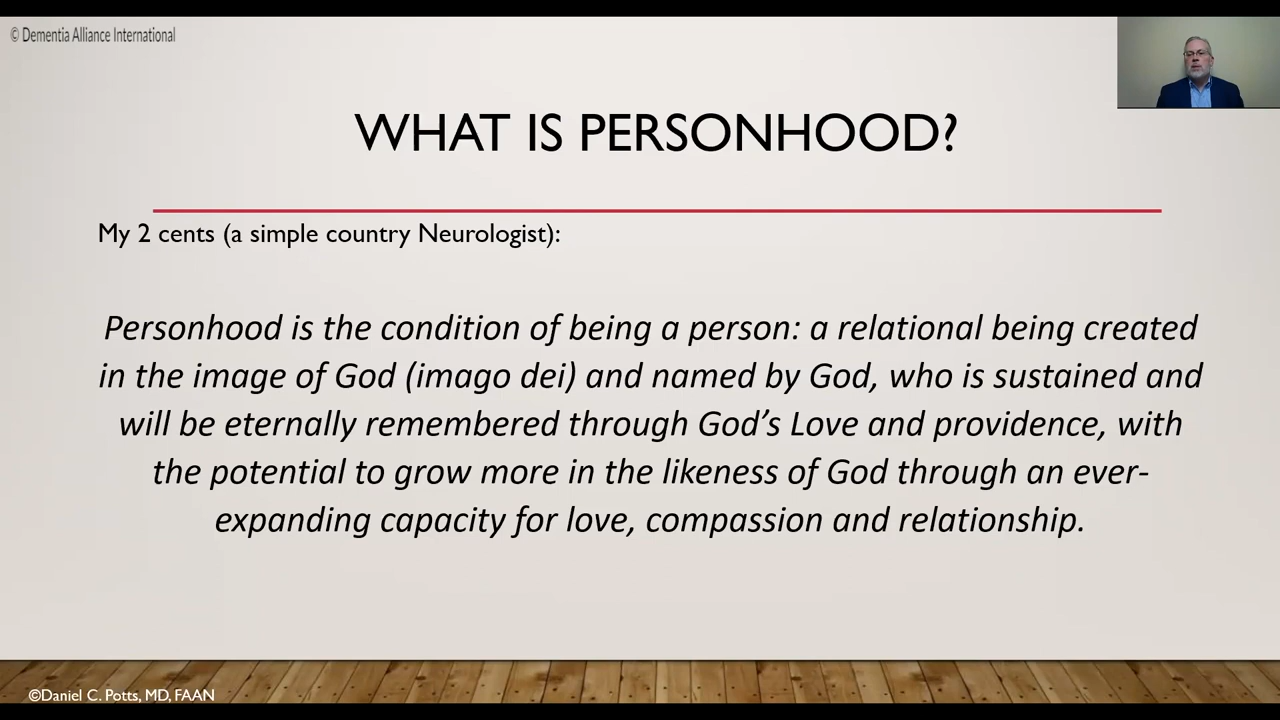 © Dementia Alliance International
WHAT IS PERSONHOOD?
My 2 cents (a simple country Neurologist):
Personhood is the condition of being a person: a relational being created
in the image of God (imago dei) and named by God, who is sustained and
will be eternally remembered through God’s Love and providence, with
the potential to grow more in the likeness of God through an ever-
expanding capacity for love, compassion and relationship.
©Daniel C. Potts, MD, FAAN